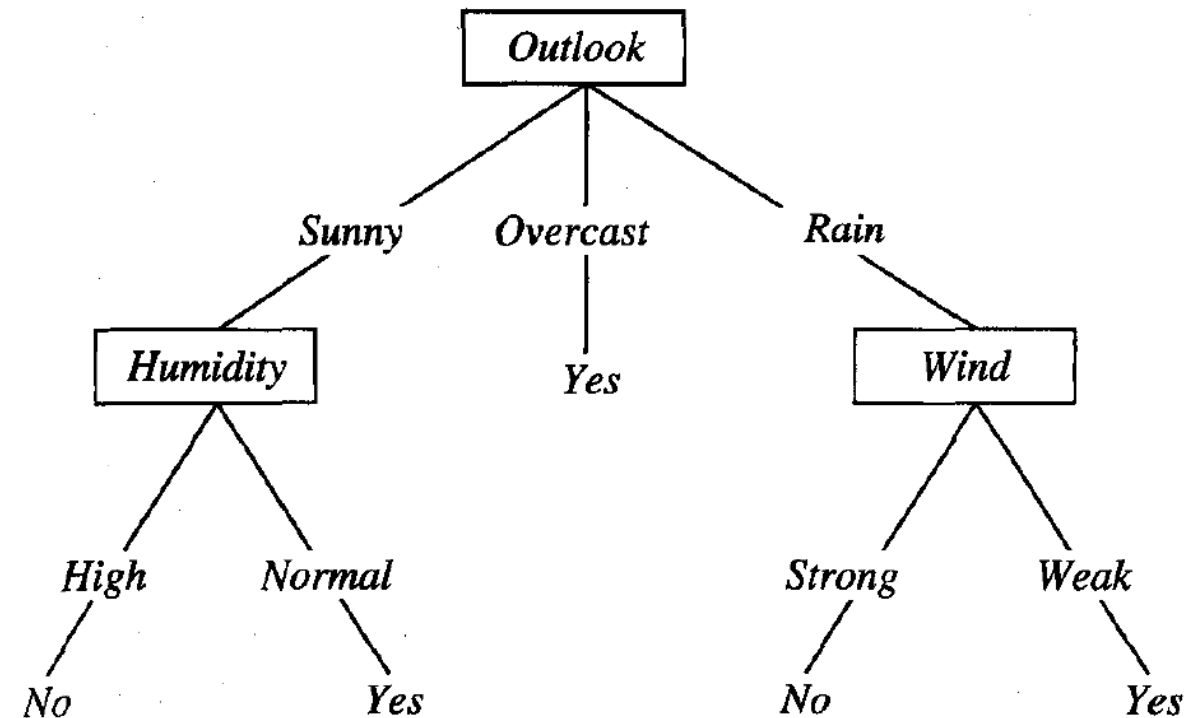 Outlook
Sunny Overcast Rain
Humidity Yes Wind
High Normal Strong Weak
No Yes No Yes